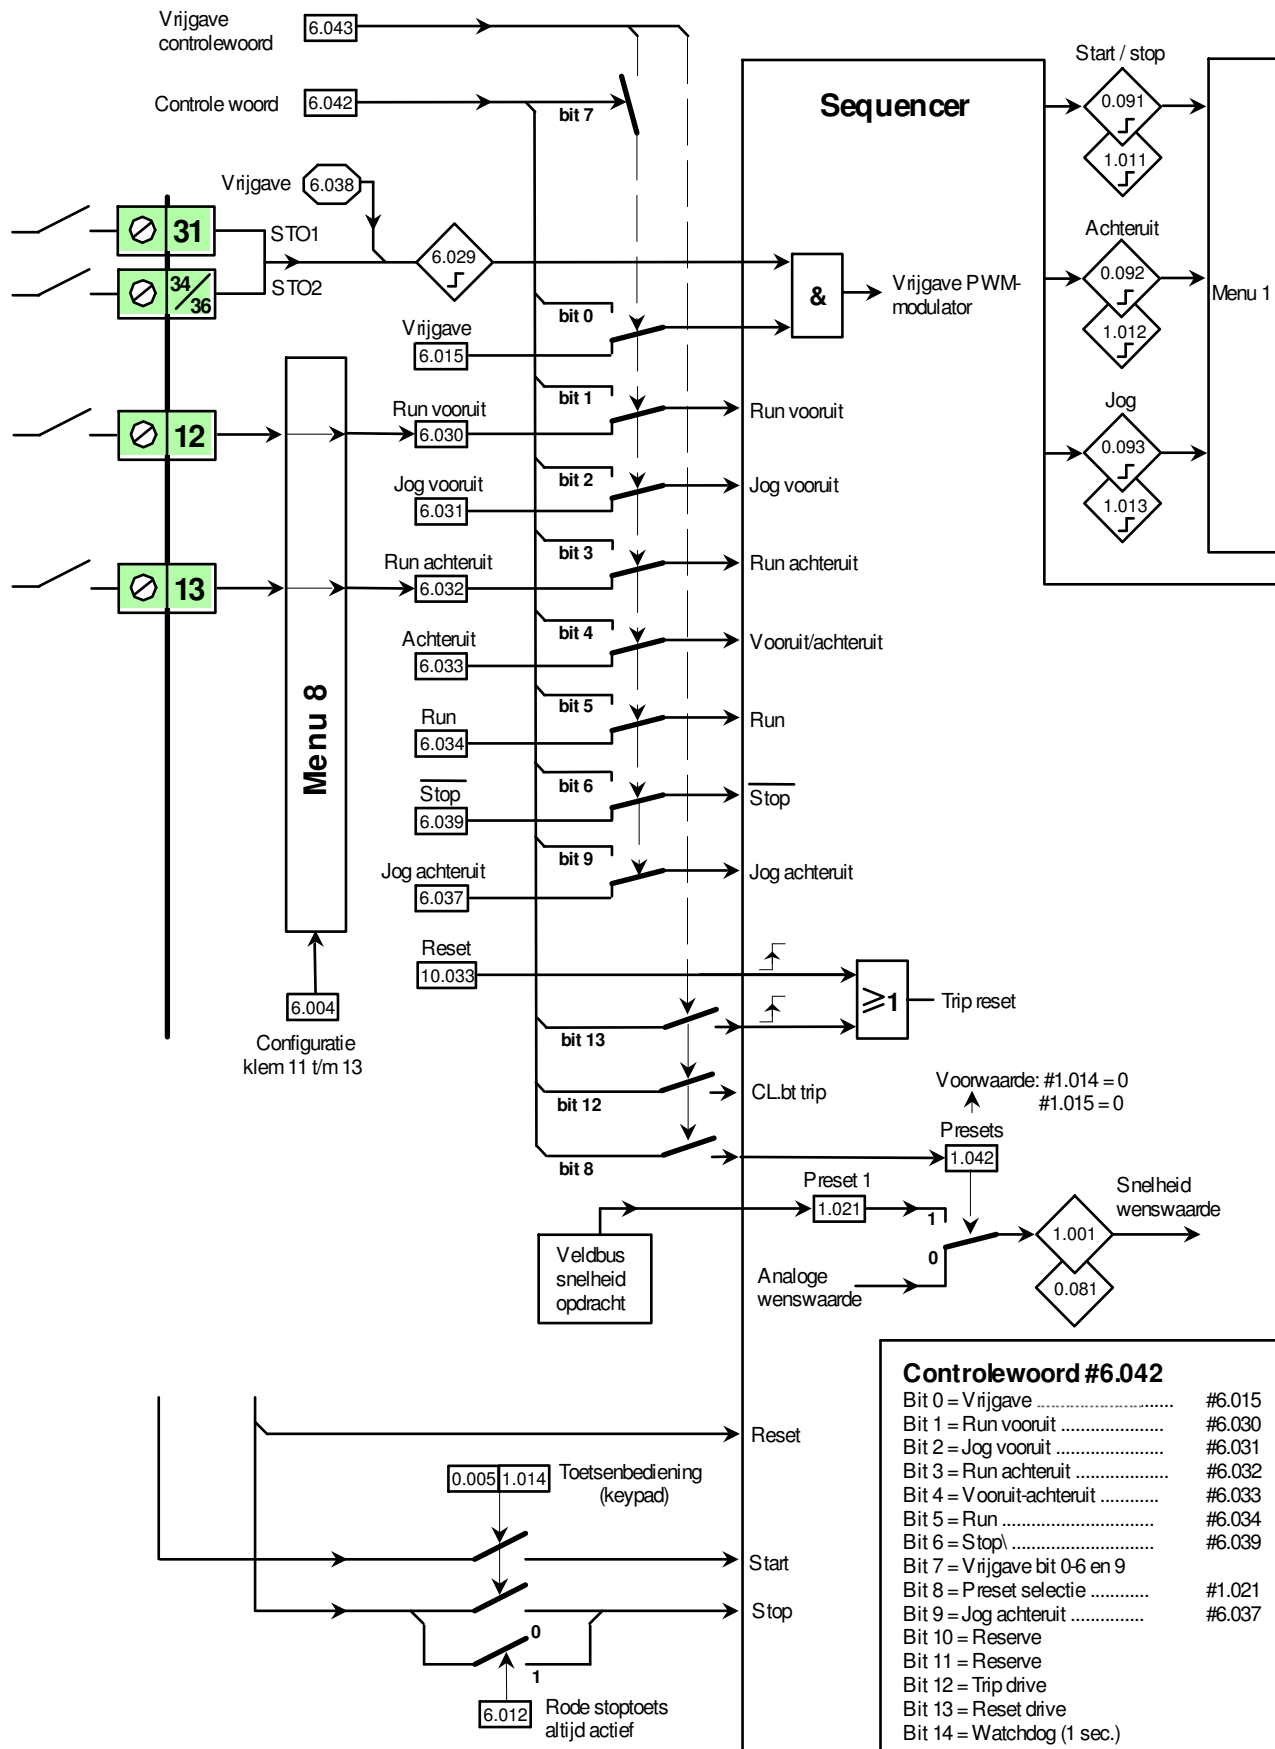 Vrijgave
controlewoord
6.043
Controle woord
6.042
bit 7
Sequencer
Start / stop
0.091
1.011
Vrijgave
6.038
31
STO1
34/36
STO2
6.029
&
Vrijgave PWM-
modulator
Achteruit
0.092
1.012
Menu 1
bit 0
Vrijgave
6.015
bit 1
Run vooruit
6.030
Run vooruit
12
Jog
0.093
1.013
bit 2
Jog vooruit
6.031
Jog vooruit
bit 3
Run achteruit
6.032
Run achteruit
13
bit 4
Achteruit
6.033
Vooruit/achteruit
Menu 8
bit 5
Run
6.034
Run
bit 6
Stop
6.039
Stop
bit 9
Jog achteruit
6.037
Jog achteruit
Reset
10.033
6.004
Configuratie
klem 11 t/m 13
≥1
Trip reset
bit 13
bit 12
CL.bt trip
Voorwaarde: #1.014 = 0
#1.015 = 0
bit 8
Presets
1.042
Preset 1
1.021
1
0
Snelheid
wenswaarde
1.001
0.081
Veldbus
snelheid
opdracht
Analoge
wenswaarde
Reset
0.005 1.014
Toetsenbediening
(keypad)
Start
Stop
0
1
6.012
Rode stoptoets
altijd actief
Controlewoord #6.042
Bit 0 = Vrijgave ............................ #6.015
Bit 1 = Run vooruit ..................... #6.030
Bit 2 = Jog vooruit ...................... #6.031
Bit 3 = Run achteruit ................... #6.032
Bit 4 = Vooruit-achteruit ............ #6.033
Bit 5 = Run ............................... #6.034
Bit 6 = Stop\ ............................. #6.039
Bit 7 = Vrijgave bit 0-6 en 9
Bit 8 = Preset selectie ............ #1.021
Bit 9 = Jog achteruit ............... #6.037
Bit 10 = Reserve
Bit 11 = Reserve
Bit 12 = Trip drive
Bit 13 = Reset drive
Bit 14 = Watchdog (1 sec.)